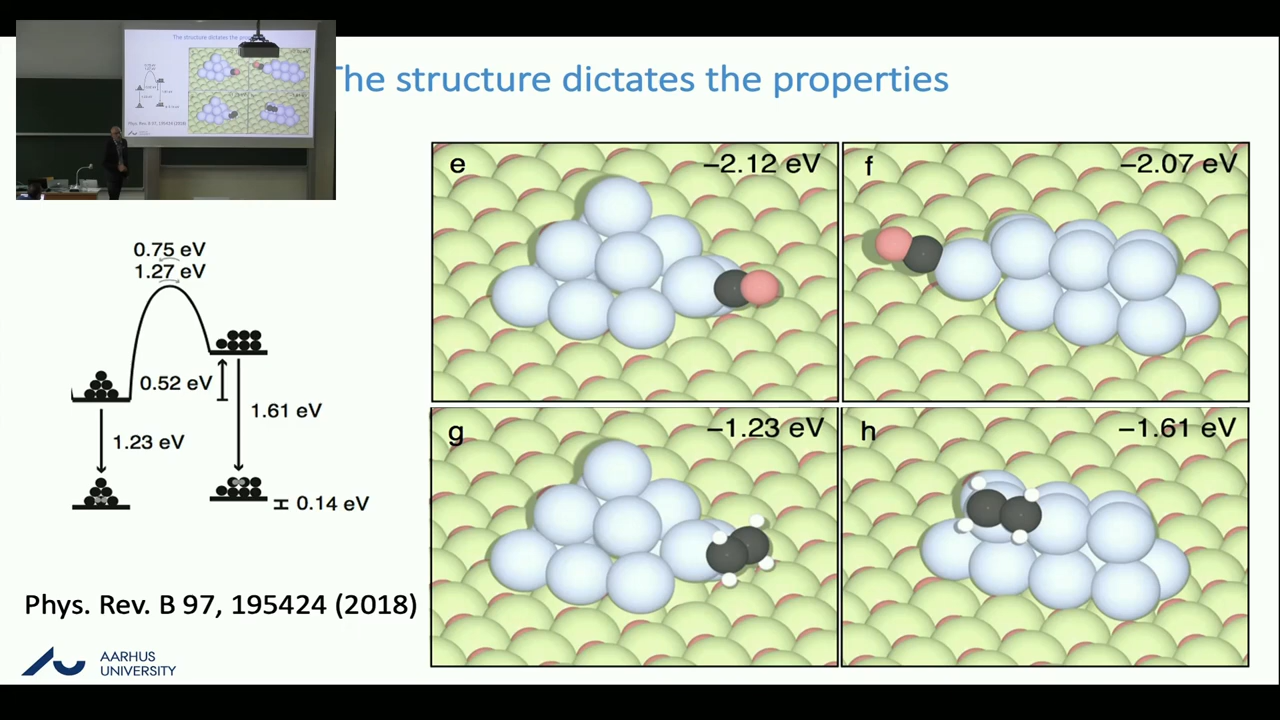 The structure dictates the properties
0.75 eV
1.27 eV
0.52 eV
1.61 eV
1.23 eV
0.14 eV
e
−2.12 eV
f
−2.07 eV
g
−1.23 eV
h
−1.61 eV
Phys. Rev. B 97, 195424 (2018)
AARHUS
UNIVERSITY